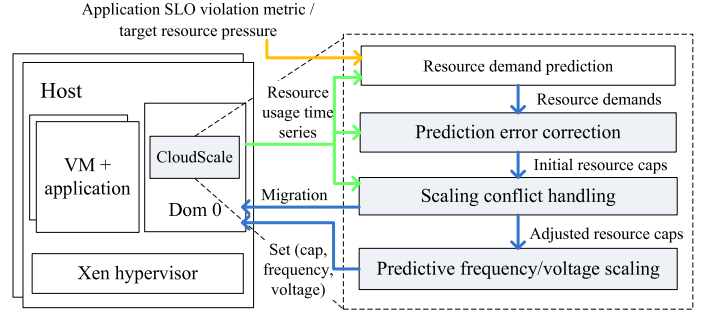 Application SLO violation metric /
target resource pressure
Host
VM +
application
CloudScale
Dom 0
Xen hypervisor
Resource
usage time
series
Migration
Set (cap,
frequency,
voltage)
Resource demand prediction
Resource demands
Prediction error correction
Initial resource caps
Scaling conflict handling
Adjusted resource caps
Predictive frequency/voltage scaling